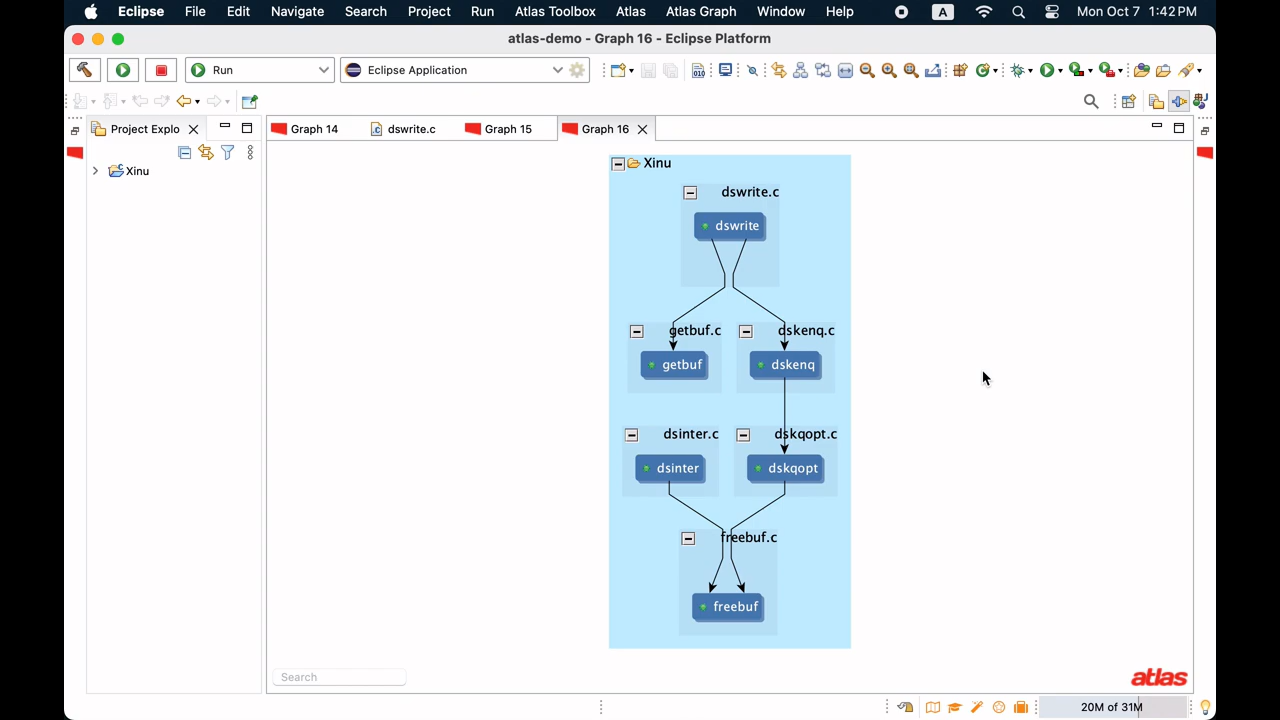 Eclipse File Edit Navigate Search Project Run Atlas Toolbox Atlas Atlas Graph Window Help A Mon Oct 7 1:42 PM
atlas-demo - Graph 16 - Eclipse Platform
Run Eclipse Application 010
Project Explo Graph 14 dswrite.c Graph 15 Graph 16
Xinu
Xinu
dswrite.c
dswrite
getbuf.c dskenq.c
getbuf dskenq
dsinter.c dskqopt.c
dsinter dskqopt
freebuf.c
freebuf
Search
atlas
20M of 31M